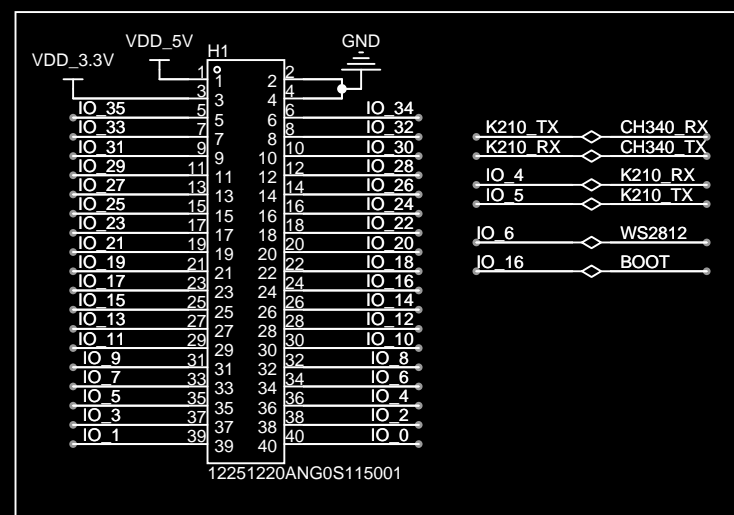 VDD_5V GND
VDD_3.3V H1
1 1 2 2
3 3 4 4
IO_35 5 5 6 6 IO_34
IO_33 7 7 8 8 IO_32
IO_31 9 9 10 10 IO_30
IO_29 11 11 12 12 IO_28
IO_27 13 13 14 14 IO_26
IO_25 15 15 16 16 IO_24
IO_23 17 17 18 18 IO_22
IO_21 19 19 20 20 IO_20
IO_19 21 21 22 22 IO_18
IO_17 23 23 24 24 IO_16
IO_15 25 25 26 26 IO_14
IO_13 27 27 28 28 IO_12
IO_11 29 29 30 30 IO_10
IO_9 31 31 32 32 IO_8
IO_7 33 33 34 34 IO_6
IO_5 35 35 36 36 IO_4
IO_3 37 37 38 38 IO_2
IO_1 39 39 40 40 IO_0
12251220ANG0S115001
K210_TX CH340_RX
K210_RX CH340_TX
IO_4 K210_RX
IO_5 K210_TX
IO_6 WS2812
IO_16 BOOT